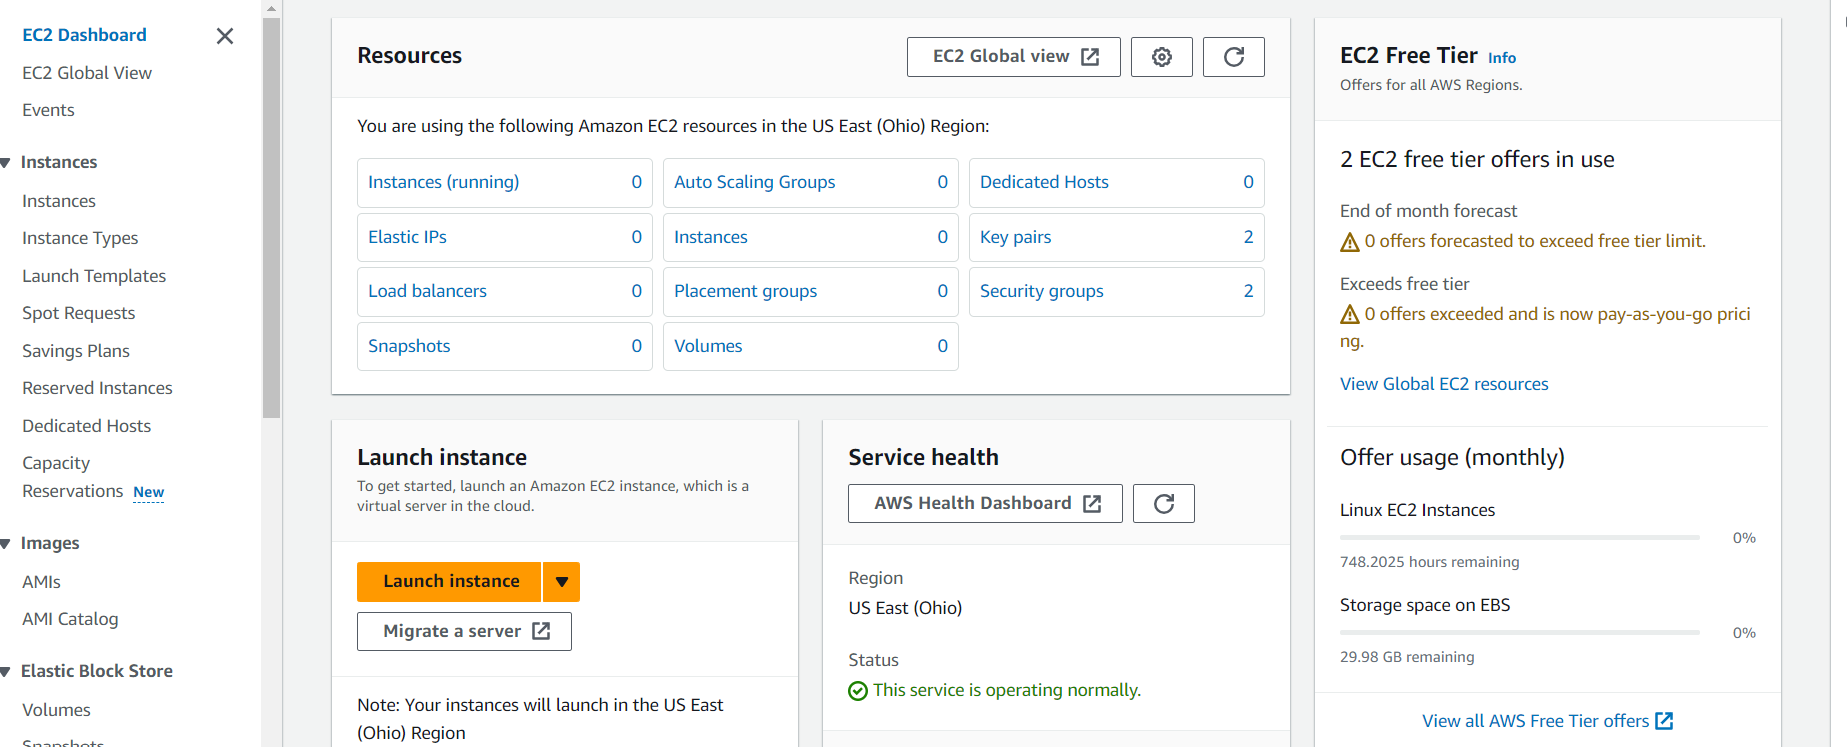 EC2 Dashboard
EC2 Global View
Events
Instances
Instances
Instance Types
Launch Templates
Spot Requests
Savings Plans
Reserved Instances
Dedicated Hosts
Capacity
Reservations New
Images
AMIs
AMI Catalog
Elastic Block Store
Volumes
Snapshots
Resources
EC2 Global view
You are using the following Amazon EC2 resources in the US East (Ohio) Region:
Instances (running) 0
Auto Scaling Groups 0
Dedicated Hosts 0
Elastic IPs 0
Instances 0
Key pairs 2
Load balancers 0
Placement groups 0
Security groups 2
Snapshots 0
Volumes 0
Launch instance
To get started, launch an Amazon EC2 instance, which is a
virtual server in the cloud.
Launch instance
Migrate a server
Note: Your instances will launch in the US East
(Ohio) Region
Service health
AWS Health Dashboard
Region
US East (Ohio)
Status
This service is operating normally.
EC2 Free Tier Info
Offers for all AWS Regions.
2 EC2 free tier offers in use
End of month forecast
0 offers forecasted to exceed free tier limit.
Exceeds free tier
0 offers exceeded and is now pay-as-you-go prici
ng.
View Global EC2 resources
Offer usage (monthly)
Linux EC2 Instances
0%
748.2025 hours remaining
Storage space on EBS
0%
29.98 GB remaining
View all AWS Free Tier offers